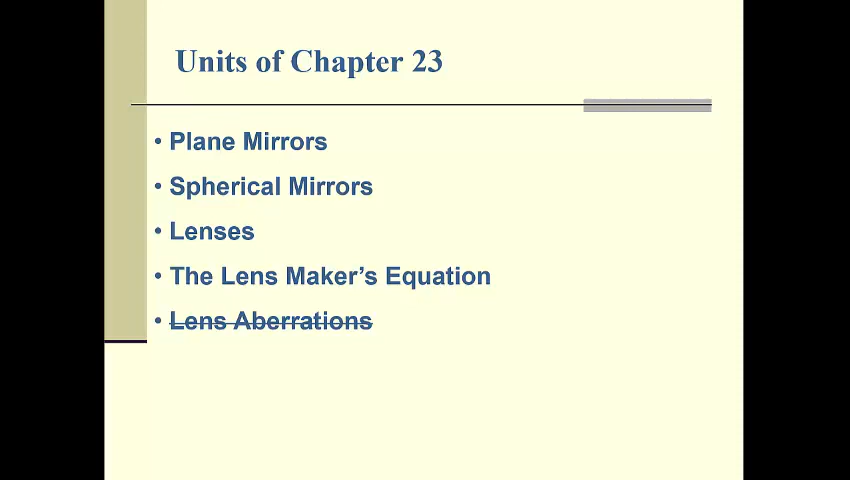 Units of Chapter 23
• Plane Mirrors
• Spherical Mirrors
• Lenses
• The Lens Maker’s Equation
• Lens Aberrations